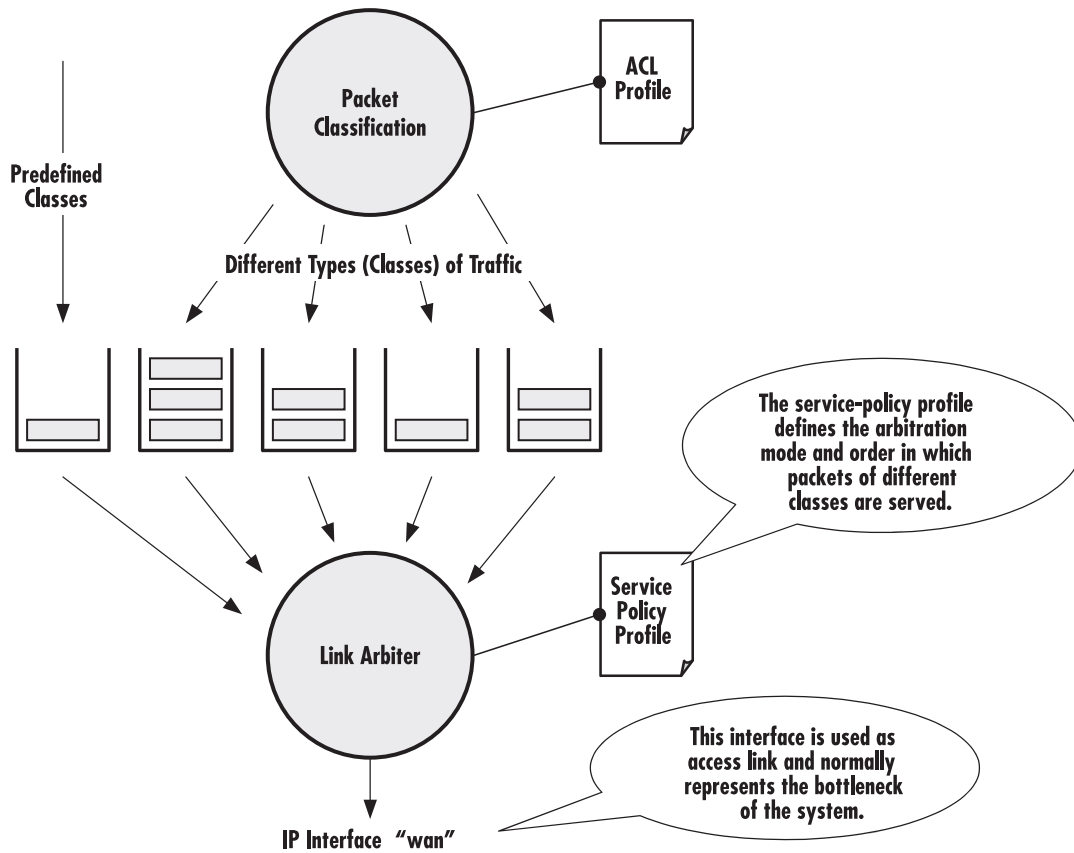 Packet
Classification
ACL
Profile
Predefined
Classes
Different Types (Classes) of Traffic
The service-policy profile
defines the arbitration
mode and order in which
packets of different
classes are served.
Service
Policy
Profile
Link Arbiter
This interface is used as
access link and normally
represents the bottleneck
of the system.
IP Interface "wan"